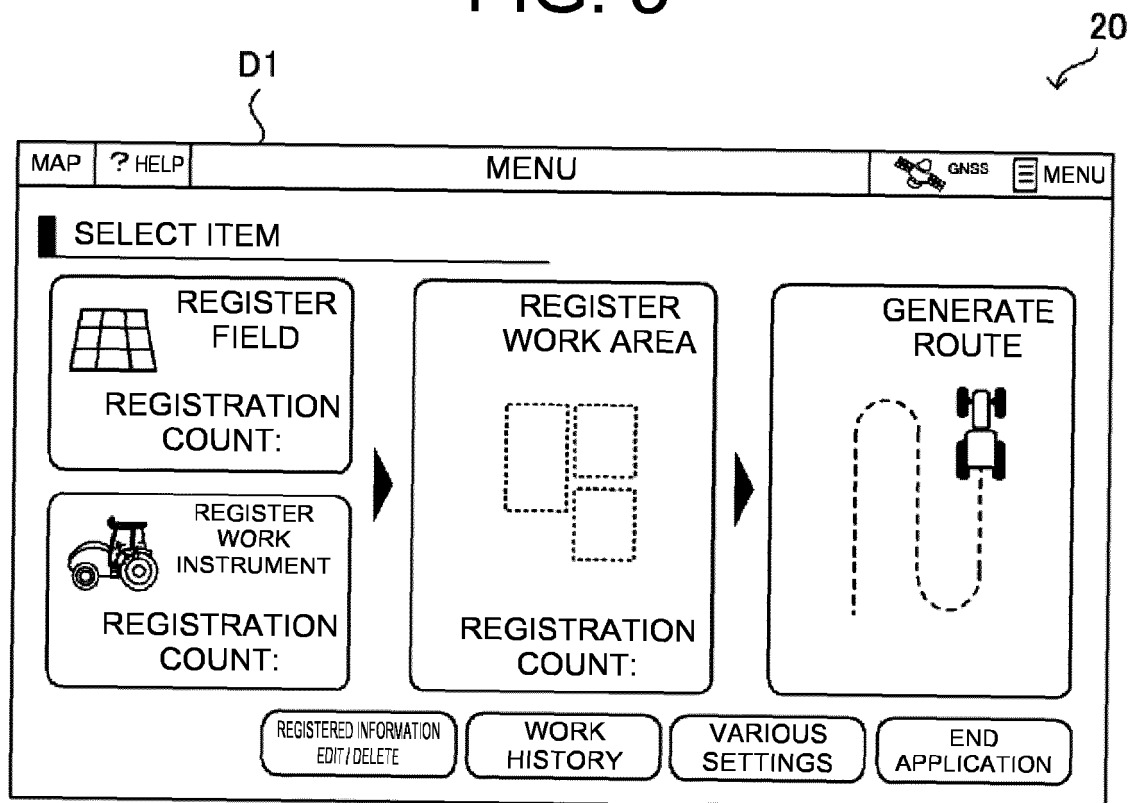 FIG.
20
D1
MAP ? HELP MENU GNSS MENU
SELECT ITEM
REGISTER
FIELD
REGISTRATION
COUNT:
REGISTER
WORK
INSTRUMENT
REGISTRATION
COUNT:
REGISTER
WORK AREA
REGISTRATION
COUNT:
GENERATE
ROUTE
REGISTERED INFORMATION
EDIT / DELETE
WORK
HISTORY
VARIOUS
SETTINGS
END
APPLICATION